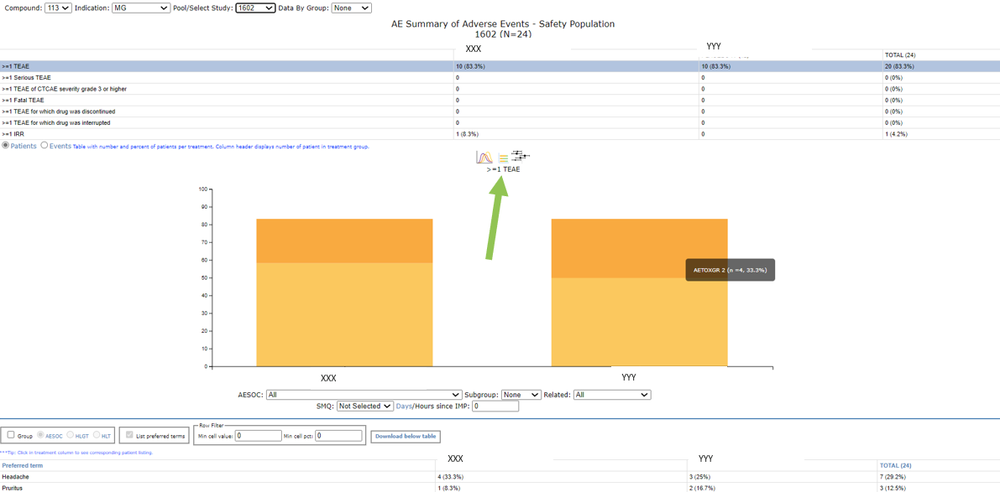 Compound: 113 Indication: MG Pool/Select Study: 1602 Data By Group: None
AE Summary of Adverse Events - Safety Population
1602 (N=24)
XXX YYY
TOTAL (24)
>=1 TEAE 10 (83.3%) 10 (83.3%) 20 (83.3%)
>=1 Serious TEAE 0 0 0 (0%)
>=1 TEAE of CTCAE severity grade 3 or higher 0 0 0 (0%)
>=1 Fatal TEAE 0 0 0 (0%)
>=1 TEAE for which drug was discontinued 0 0 0 (0%)
>=1 TEAE for which drug was interrupted 0 0 0 (0%)
>=1 IRR 1 (8.3%) 0 1 (4.2%)
Patients Events Table with number and percent of patients per treatment. Column header displays number of patient in treatment group.
>=1 TEAE
100
90
80
70
60
50
40
30
20
10
0
AETOXGR 2 (n =4, 33.3%)
XXX YYY
AESOC: All Subgroup: None Related: All
SMQ: Not Selected Days/Hours since IMP: 0
Row Filter
Group AESOC HLGT HLT List preferred terms Min cell value: 0 Min cell pct: 0 Download below table
***Tip: Click in treatment column to see corresponding patient listing.
XXX YYY
Preferred term TOTAL (24)
Headache 4 (33.3%) 3 (25%) 7 (29.2%)
Pruritus 1 (8.3%) 2 (16.7%) 3 (12.5%)